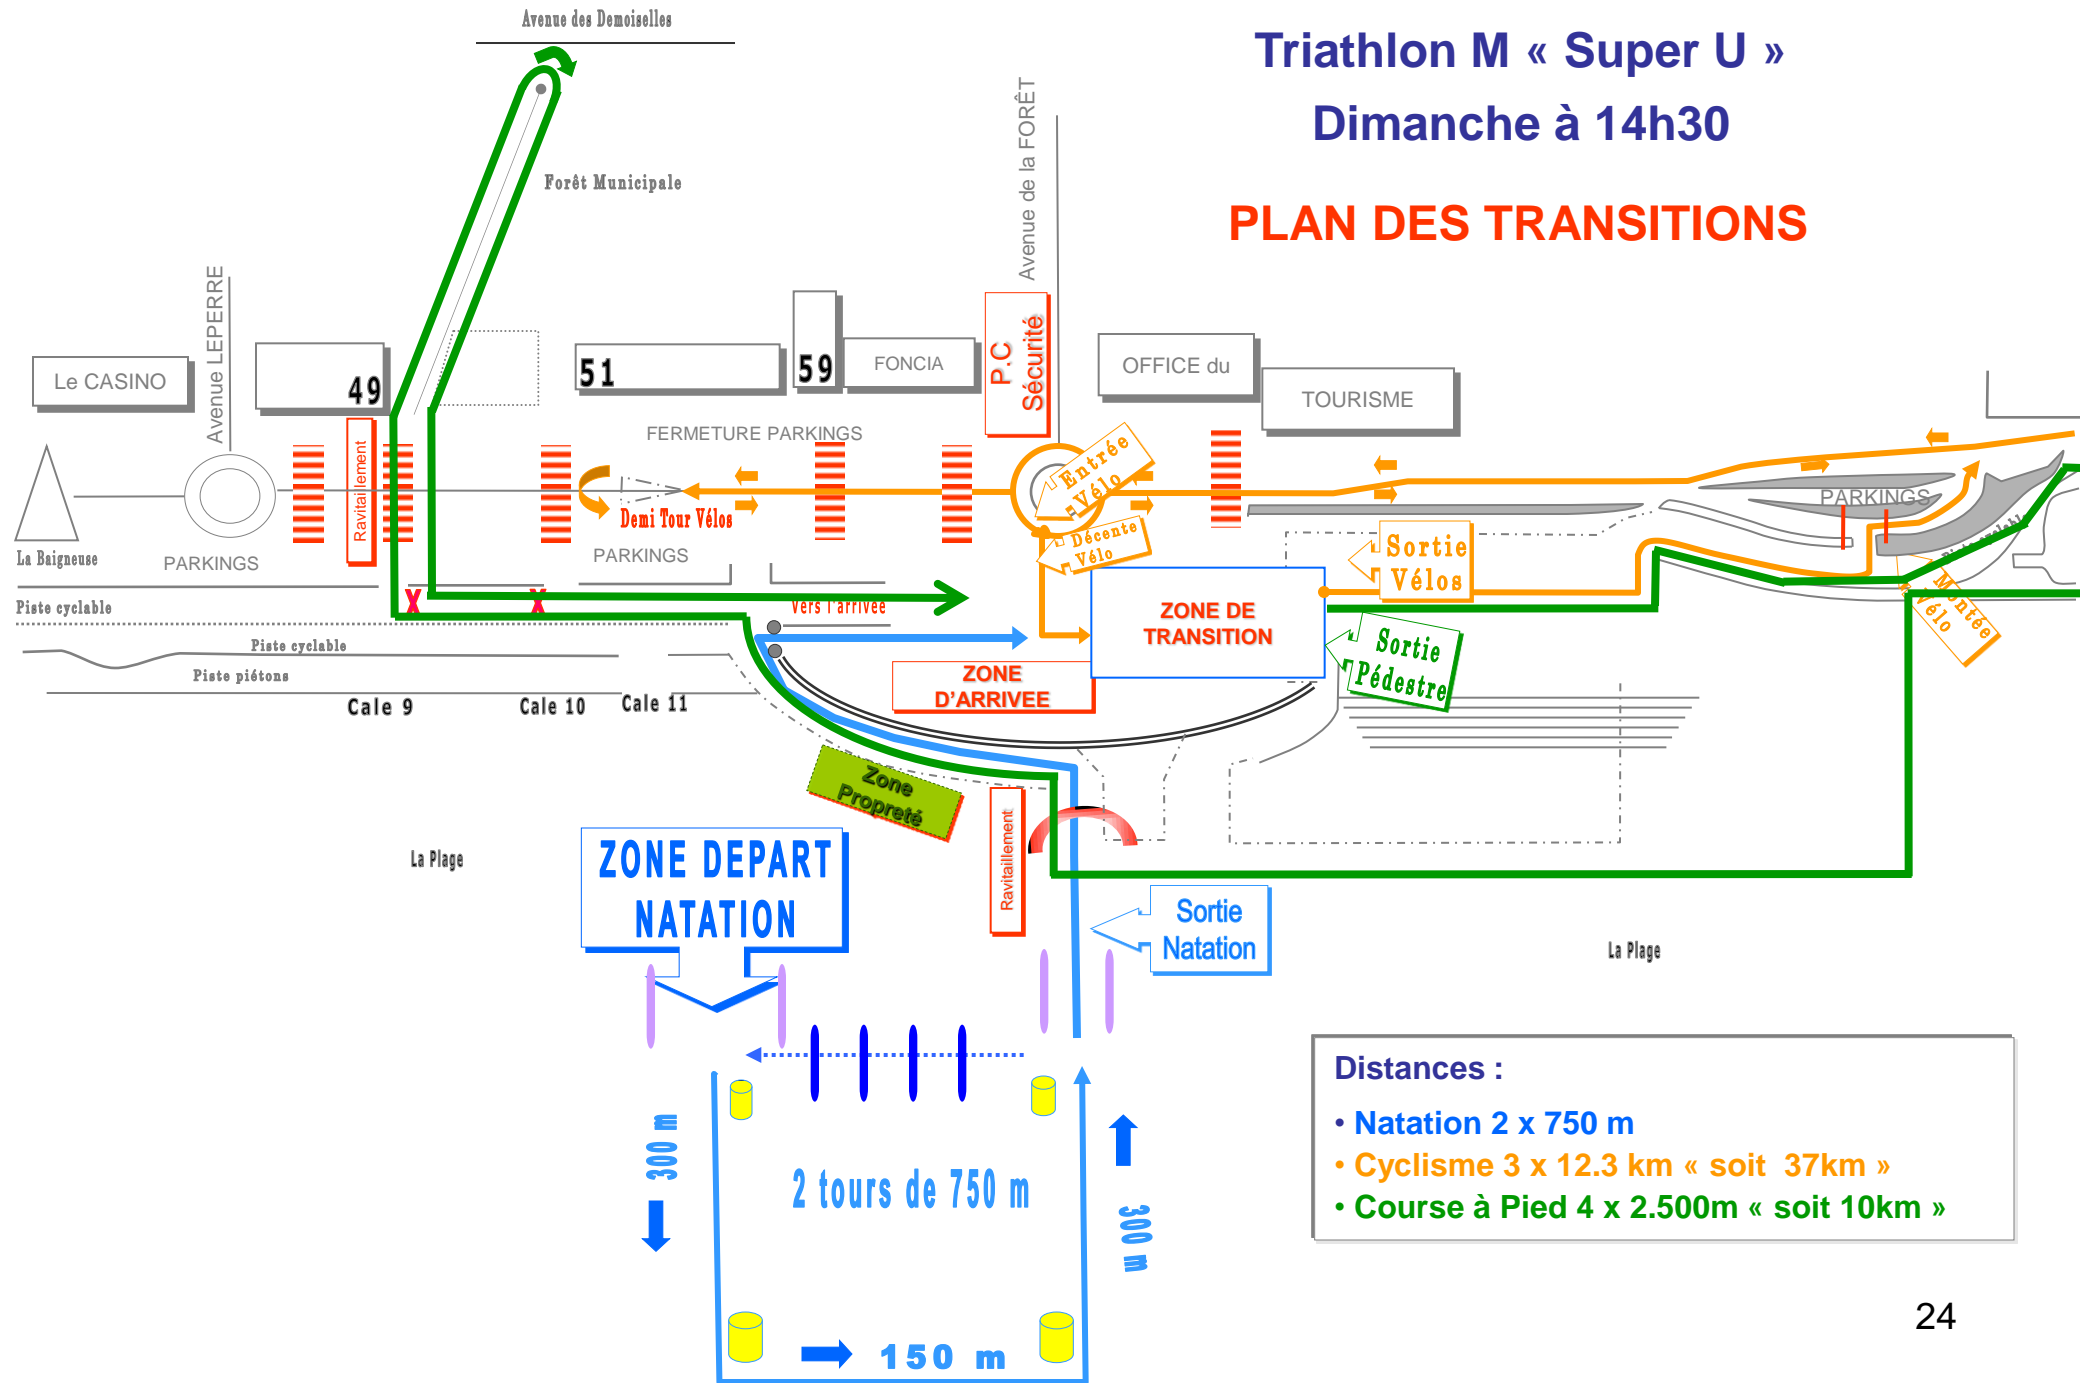 Avenue des Demoiselles
Triathlon M « Super U »
Dimanche à 14h30
PLAN DES TRANSITIONS
Forêt Municipale
Avenue de la FORÊT
Avenue LEPERRE
Le CASINO
49
51
59
FONCIA
P.C
Sécurité
OFFICE du
TOURISME
FERMETURE PARKINGS
Ravitaillement
Entrée
Vélo
Demi Tour Vélos
Décente
Vélo
Sortie
Vélos
PARKINGS
Piste cyclable
Montée
Vélo
La Baigneuse
PARKINGS
PARKINGS
Piste cyclable
X
X
Vers l'arrivée
ZONE DE
TRANSITION
Sortie
Pédestre
Piste cyclable
Piste piétons
ZONE
D'ARRIVEE
Cale 9
Cale 10
Cale 11
Zone
Propreté
Ravitaillement
La Plage
ZONE DEPART
NATATION
Sortie
Natation
La Plage
300 m
2 tours de 750 m
300 m
150 m
Distances :
• Natation 2 x 750 m
• Cyclisme 3 x 12.3 km « soit 37km »
• Course à Pied 4 x 2.500m « soit 10km »
24